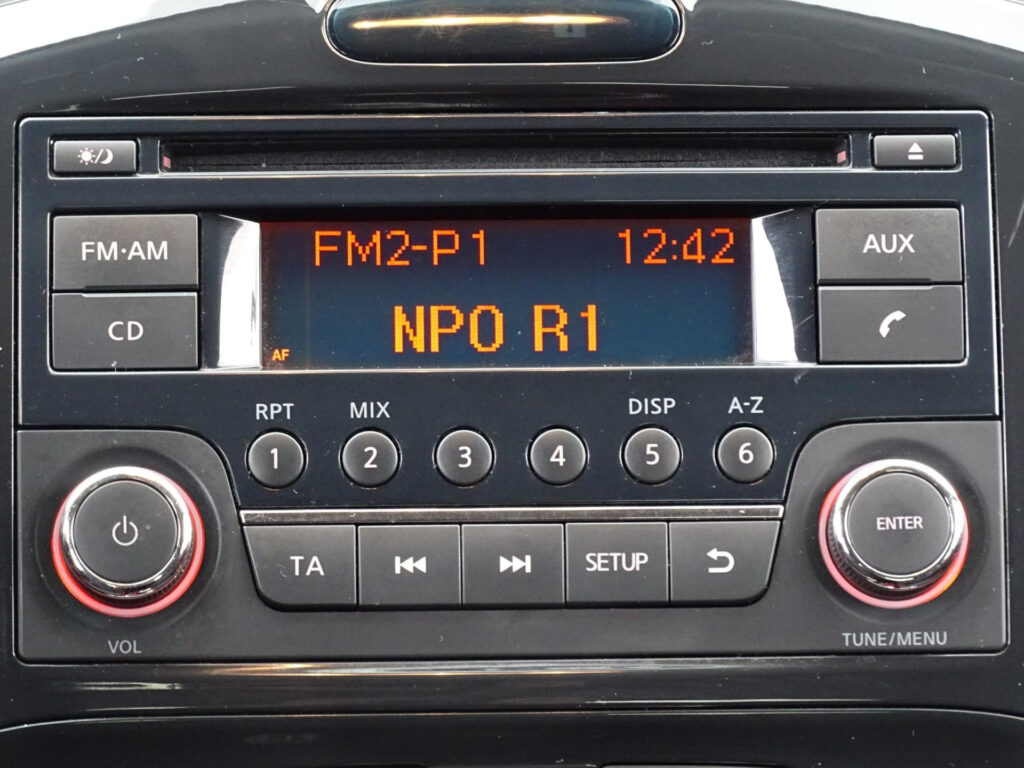 FM·AM
AUX
FM2-P1 12:42
NPO R1
AF
CD
RPT MIX DISP A-Z
1 2 3 4 5 6
ENTER
TA SETUP
VOL
TUNE/MENU